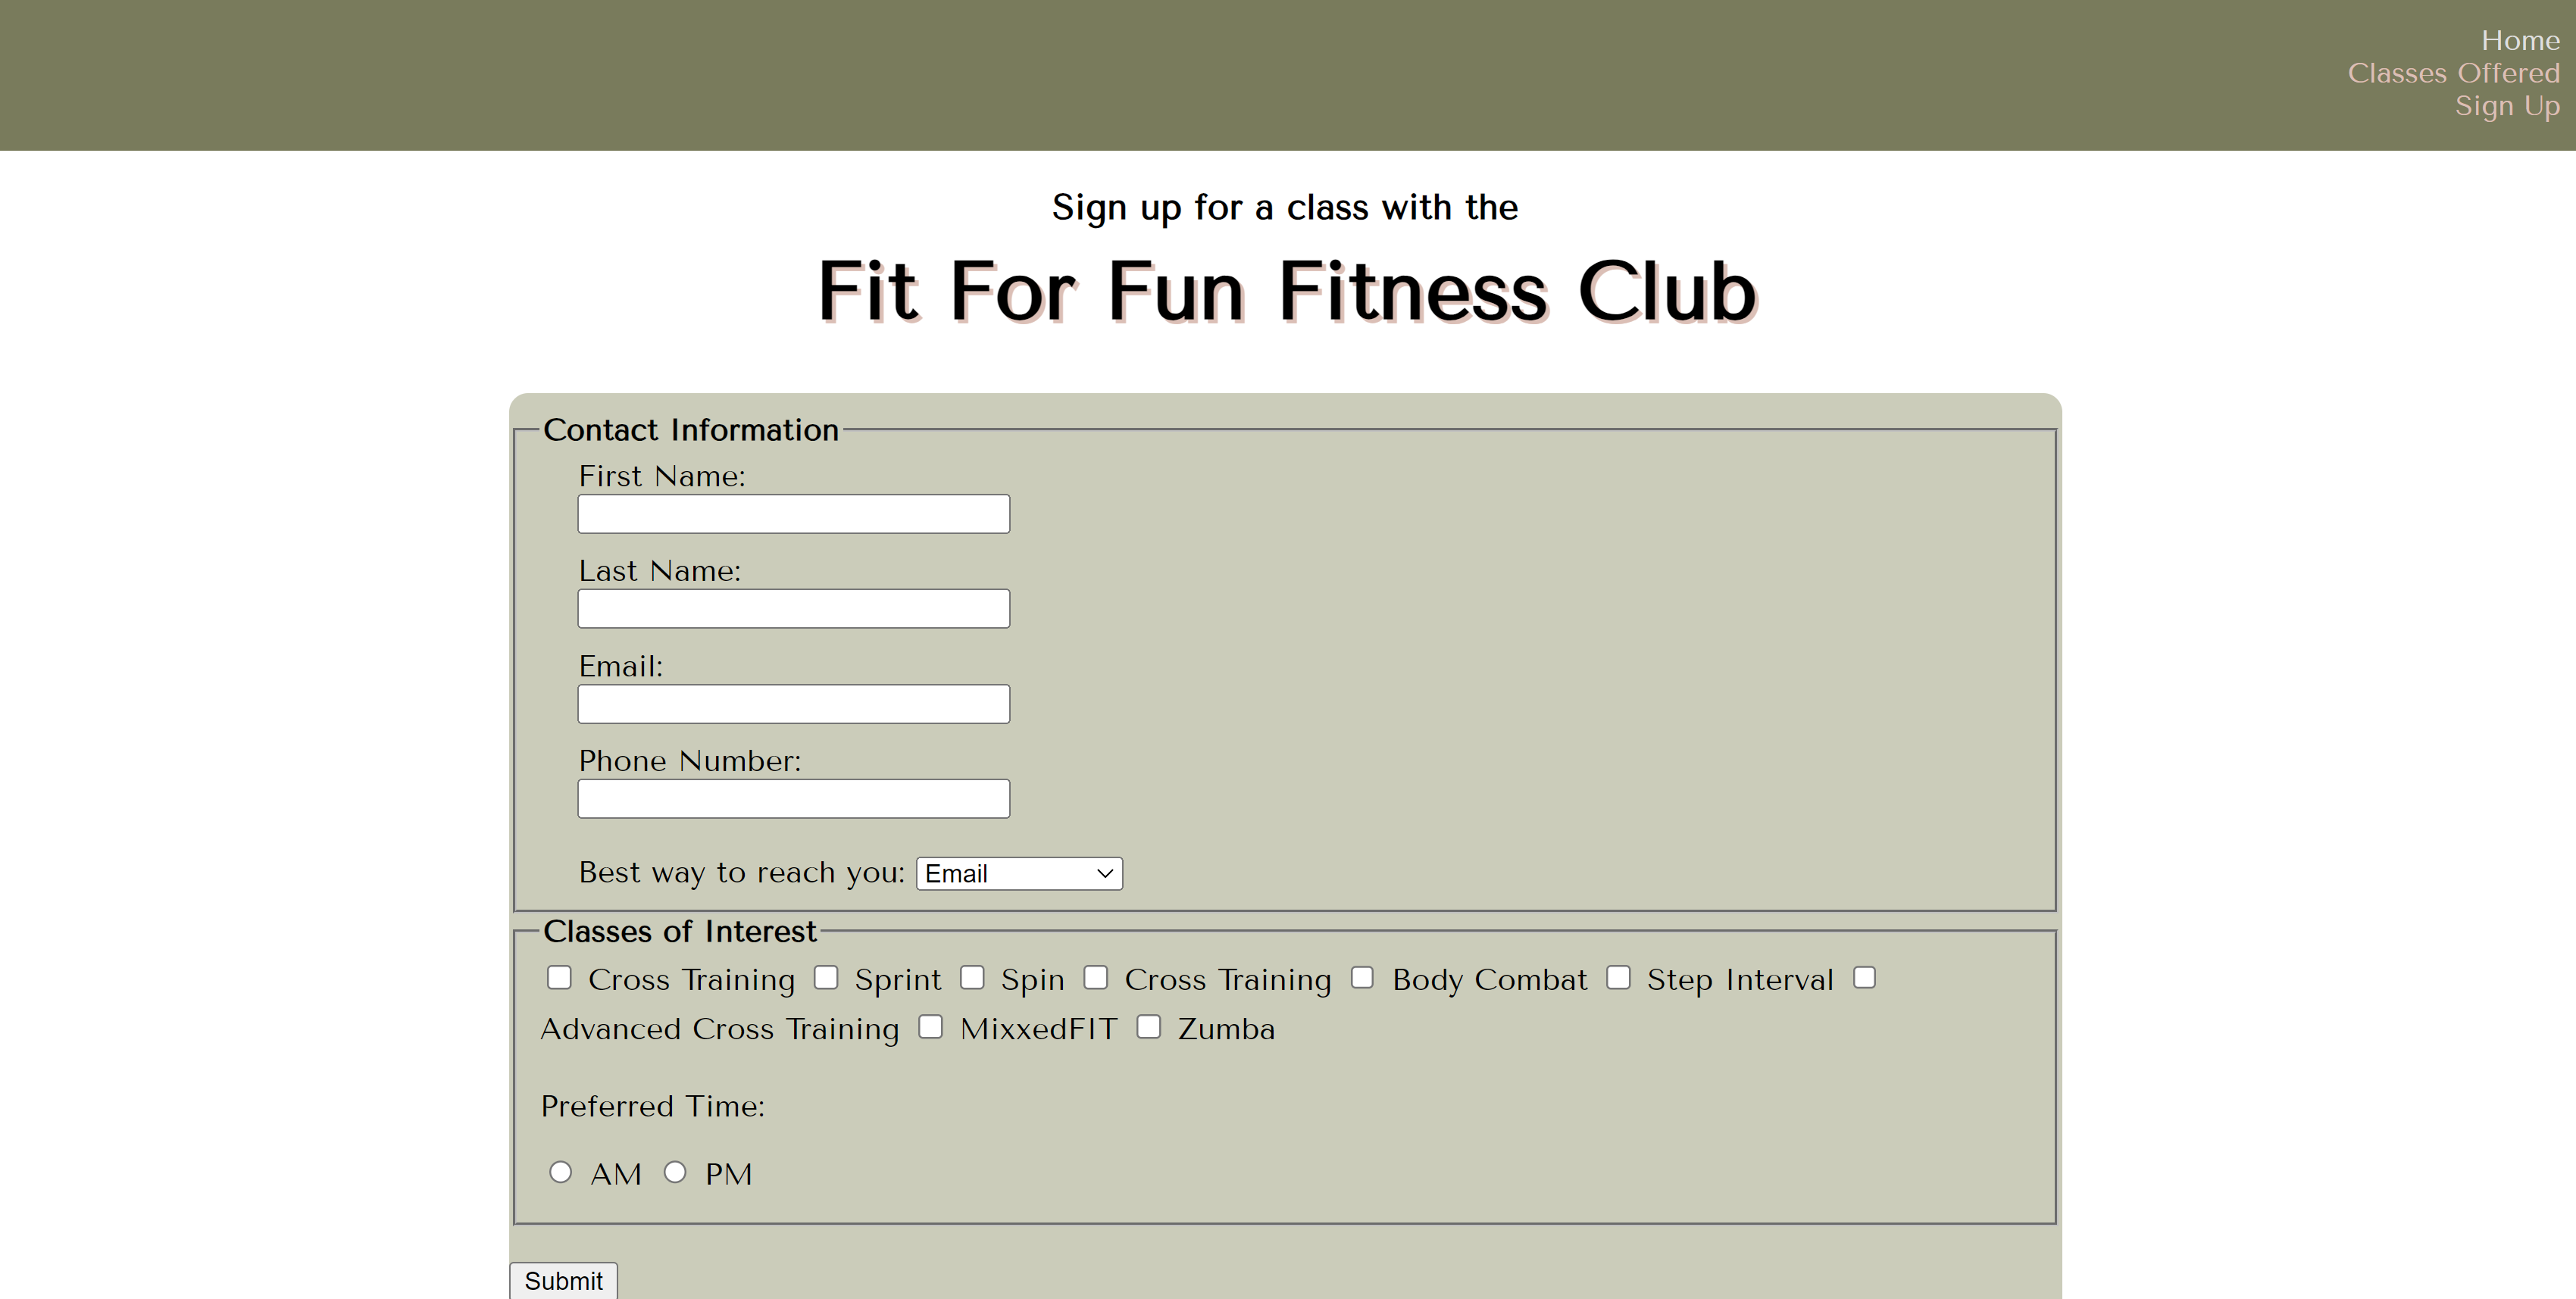 Home
Classes Offered
Sign Up
Sign up for a class with the
Fit For Fun Fitness Club
Contact Information
First Name:
Last Name:
Email:
Phone Number:
Best way to reach you: Email
Classes of Interest
Cross Training Sprint Spin Cross Training Body Combat Step Interval
Advanced Cross Training MixxedFIT Zumba
Preferred Time:
AM PM
Submit